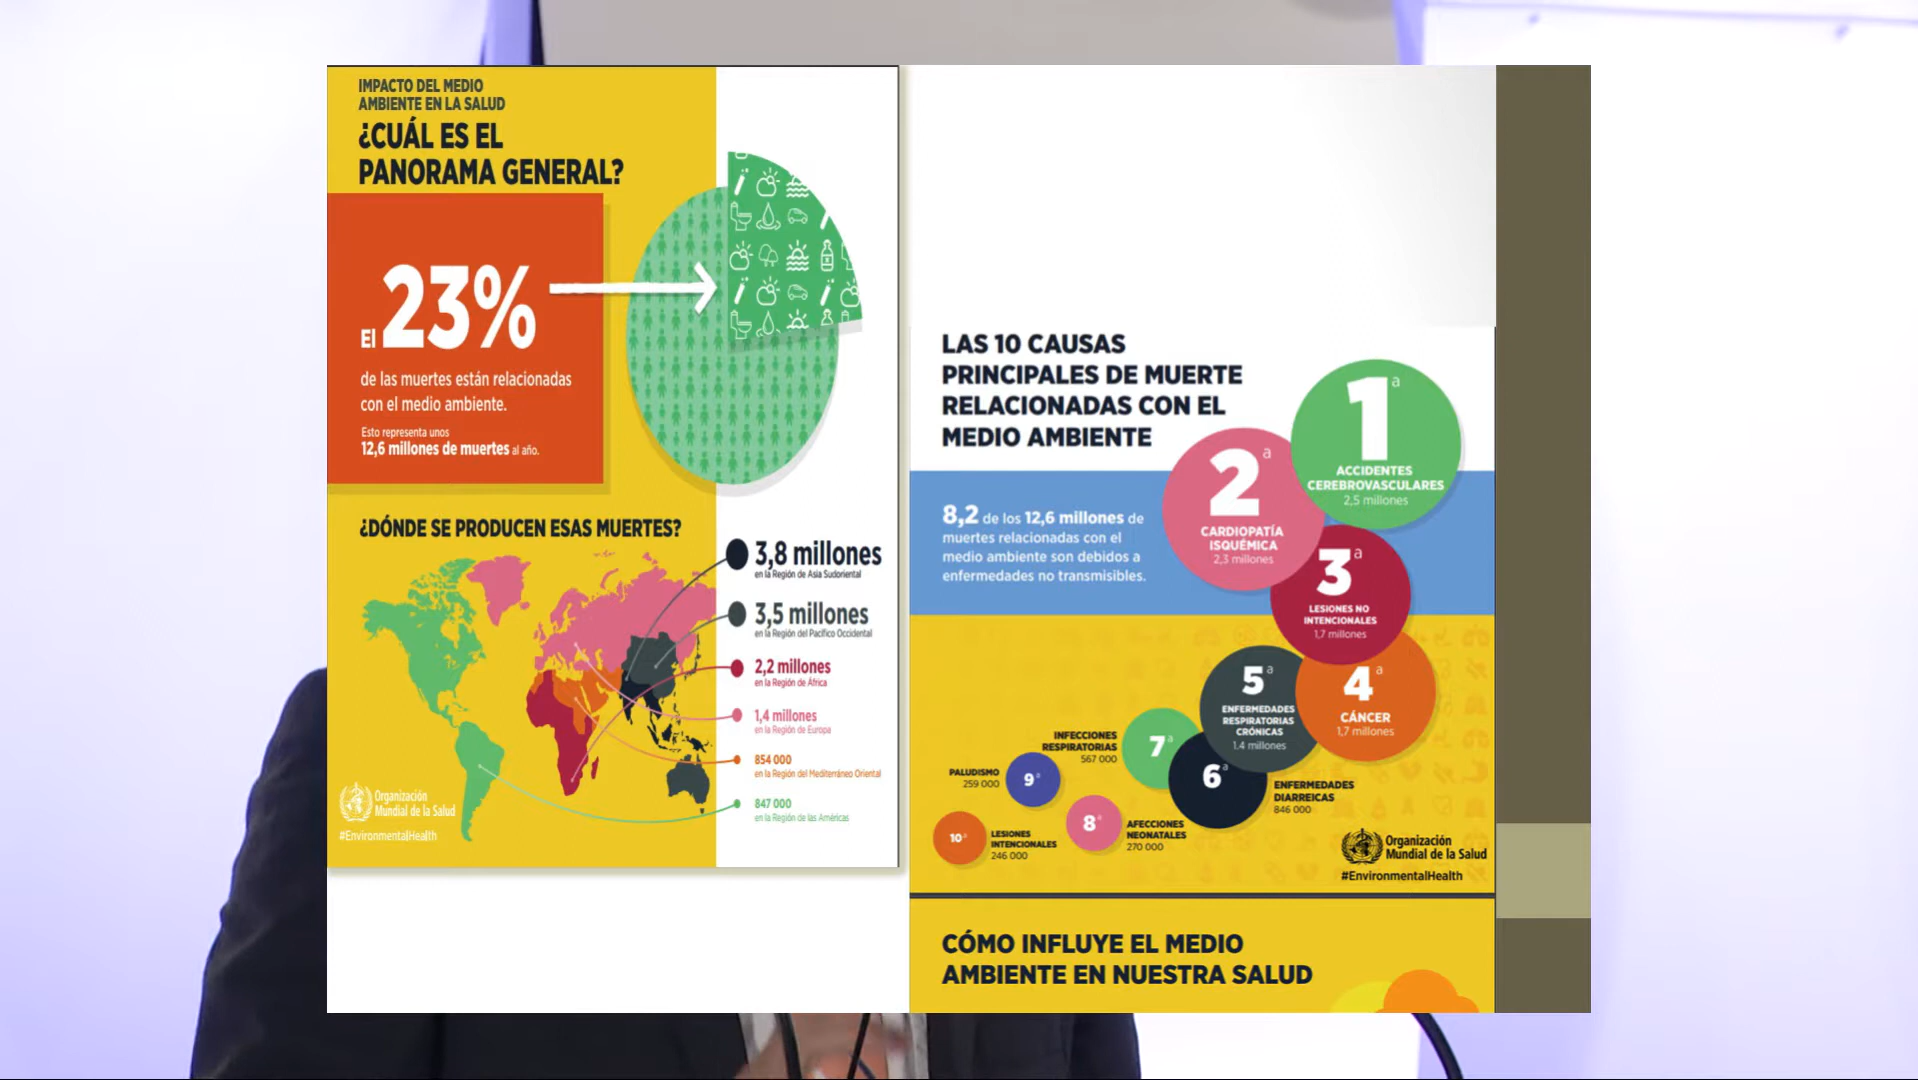 IMPACTO DEL MEDIO
AMBIENTE EN LA SALUD
¿CUÁL ES EL
PANORAMA GENERAL?
El 23%
de las muertes están relacionadas
con el medio ambiente.
Esto representa unos
12,6 millones de muertes al año.
¿DÓNDE SE PRODUCEN ESAS MUERTES?
3,8 millones
en la Región de Asia Sudoriental
3,5 millones
en la Región del Pacífico Occidental
2,2 millones
en la Región de África
1,4 millones
en la Región de Europa
854 000
en la Región del Mediterráneo Oriental
847 000
en la Región de las Américas
Organización
Mundial de la Salud
#EnvironmentalHealth
LAS 10 CAUSAS
PRINCIPALES DE MUERTE
RELACIONADAS CON EL
MEDIO AMBIENTE
8,2 de los 12,6 millones de
muertes relacionadas con el
medio ambiente son debidos a
enfermedades no transmisibles.
1ª
ACCIDENTES
CEREBROVASCULARES
2,5 millones
2ª
CARDIOPATÍA
ISQUÉMICA
2,3 millones
3ª
LESIONES NO
INTENCIONALES
1,7 millones
4ª
CÁNCER
1,7 millones
5ª
ENFERMEDADES
RESPIRATORIAS
CRÓNICAS
1.4 millones
6ª
ENFERMEDADES
DIARREICAS
846 000
7ª
INFECCIONES
RESPIRATORIAS
567 000
8ª
AFECCIONES
NEONATALES
270 000
9ª
PALUDISMO
259 000
10ª
LESIONES
INTENCIONALES
246 000
Organización
Mundial de la Salud
#EnvironmentalHealth
CÓMO INFLUYE EL MEDIO
AMBIENTE EN NUESTRA SALUD